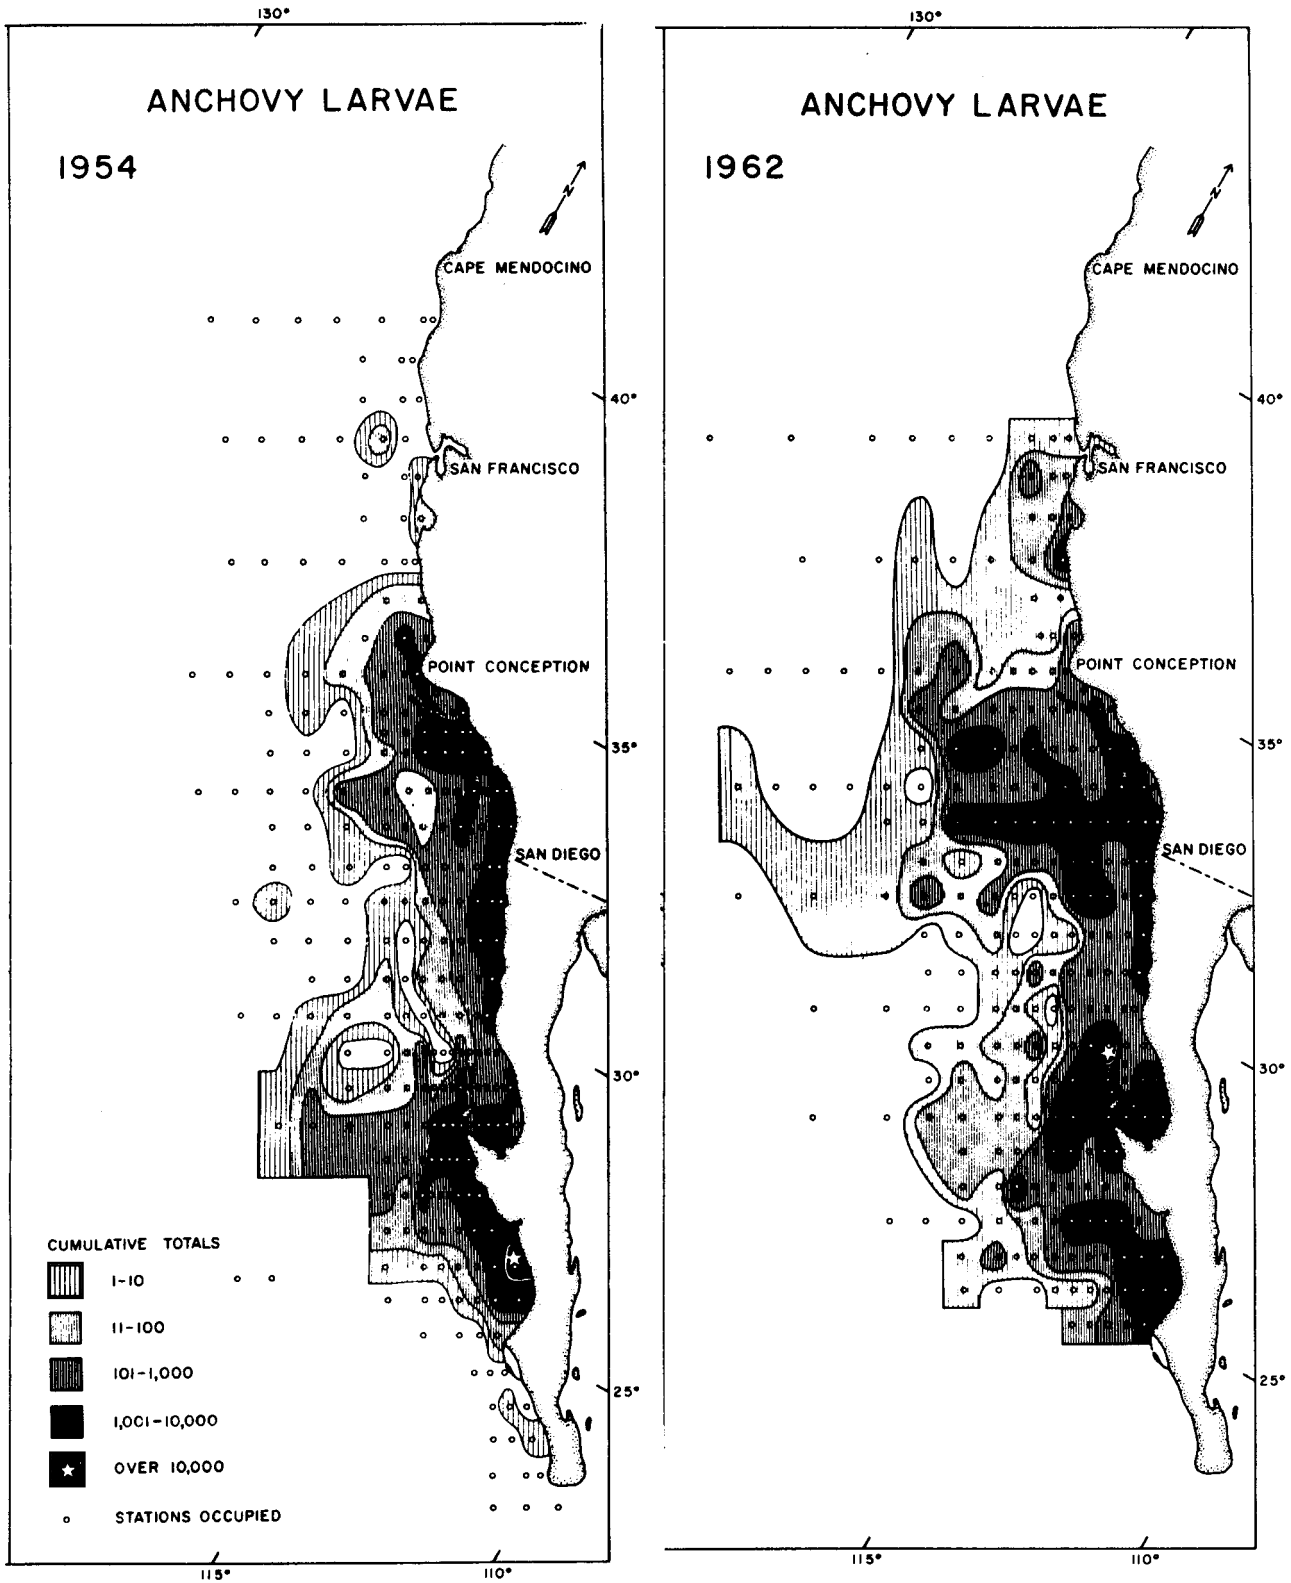 130°
ANCHOVY LARVAE
1954
N
CAPE MENDOCINO
40°
SAN FRANCISCO
POINT CONCEPTION
35°
SAN DIEGO
30°
CUMULATIVE TOTALS
1-10
11-100
101-1,000
1,001-10,000
OVER 10,000
STATIONS OCCUPIED
25°
115°
110°
130°
ANCHOVY LARVAE
1962
N
CAPE MENDOCINO
40°
SAN FRANCISCO
POINT CONCEPTION
35°
SAN DIEGO
30°
25°
115°
110°